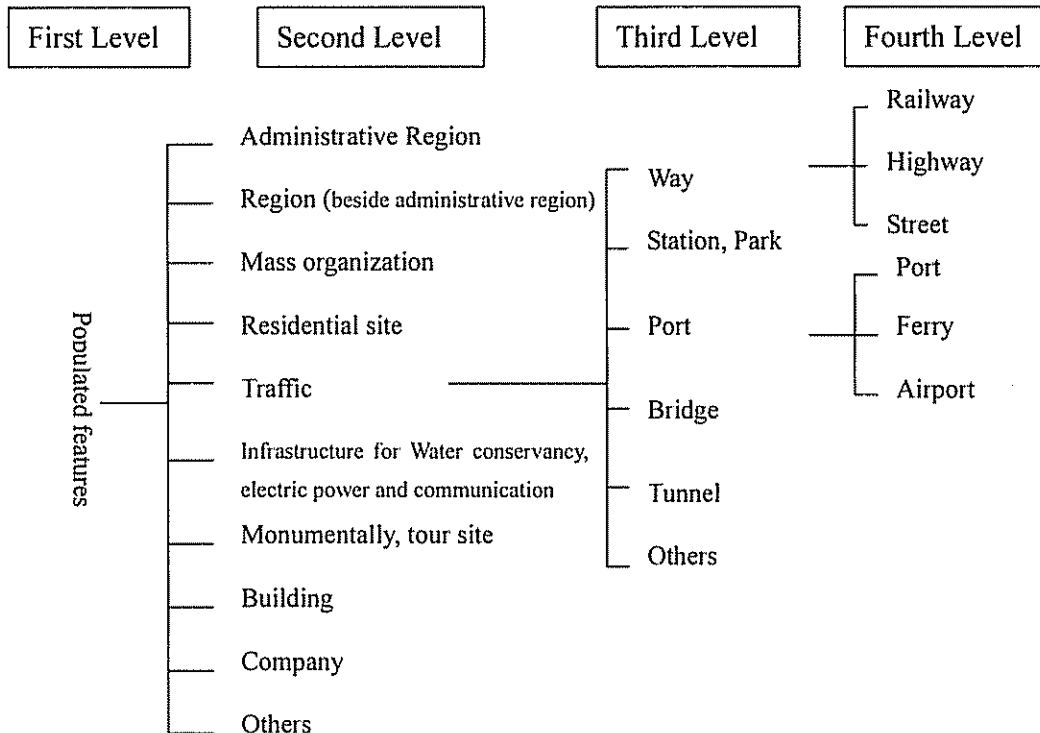 First Level
Second Level
Third Level
Fourth Level
Populated features
Administrative Region
Region (beside administrative region)
Mass organization
Residential site
Traffic
Infrastructure for Water conservancy,
electric power and communication
Monumentally, tour site
Building
Company
Others
Way
Station, Park
Port
Bridge
Tunnel
Others
Railway
Highway
Street
Port
Ferry
Airport